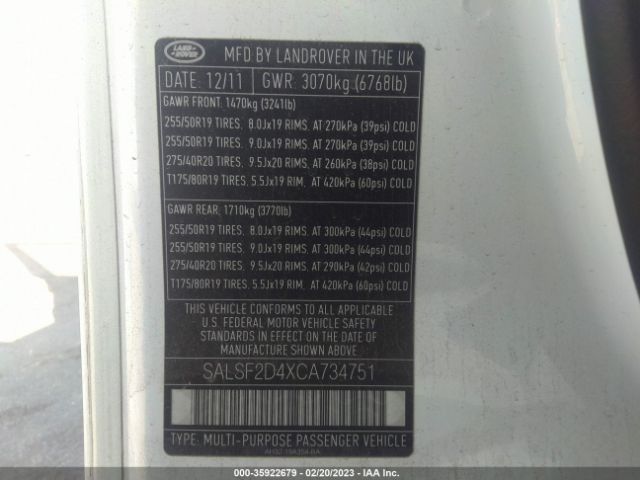 LAND ROVER
MFD BY LANDROVER IN THE UK
DATE: 12/11 GWR: 3070kg (6768lb)
GAWR FRONT: 1470kg (3241lb)
255/50R19 TIRES, 8.0Jx19 RIMS, AT 270kPa (39psi) COLD
255/50R19 TIRES, 9.0Jx19 RIMS, AT 270kPa (39psi) COLD
275/40R20 TIRES, 9.5Jx20 RIMS, AT 260kPa (38psi) COLD
T175/80R19 TIRES, 5.5Jx19 RIM, AT 420kPa (60psi) COLD
GAWR REAR: 1710kg (3770lb)
255/50R19 TIRES, 8.0Jx19 RIMS, AT 300kPa (44psi) COLD
255/50R19 TIRES, 9.0Jx19 RIMS, AT 300kPa (44psi) COLD
275/40R20 TIRES, 9.5Jx20 RIMS, AT 290kPa (42psi) COLD
T175/80R19 TIRES, 5.5Jx19 RIM, AT 420kPa (60psi) COLD
THIS VEHICLE CONFORMS TO ALL APPLICABLE
U.S. FEDERAL MOTOR VEHICLE SAFETY
STANDARDS IN EFFECT ON THE DATE OF
MANUFACTURE SHOWN ABOVE.
SALSF2D4XCA734751
TYPE: MULTI-PURPOSE PASSENGER VEHICLE
000-35922679 - 02/20/2023 - IAA Inc.